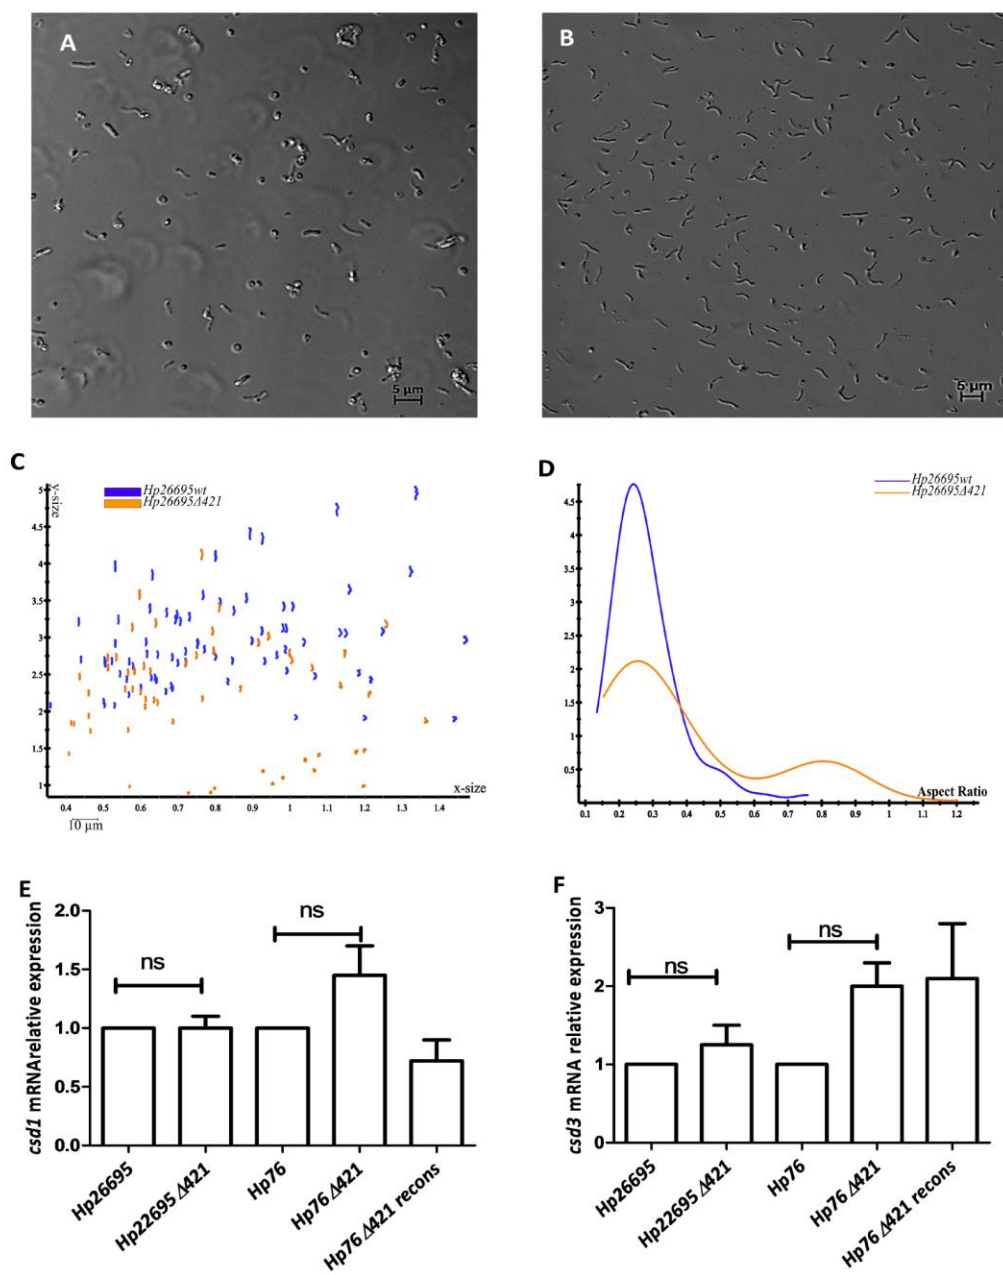 A
B
5 μm
5 μm
C
y-size
Hp26695wt
Hp26695Δ421
5
4.5
4
3.5
3
2.5
2
1.5
1
x-size
0.4 0.5 0.6 0.7 0.8 0.9 1 1.1 1.2 1.3 1.4
10 μm
D
Hp26695wt
Hp26695Δ421
4.5
4
3.5
3
2.5
2
1.5
1
0.5
Aspect Ratio
0.1 0.2 0.3 0.4 0.5 0.6 0.7 0.8 0.9 1 1.1 1.2
E
csd1 mRNArelative expression
2.0
1.5
1.0
0.5
0.0
ns
ns
Hp26695
Hp22695 Δ421
Hp76
Hp76 Δ421
Hp76 Δ421 recons
F
csd3 mRNA relative expression
3
2
1
0
ns
ns
Hp26695
Hp22695 Δ421
Hp76
Hp76 Δ421
Hp76 Δ421 recons